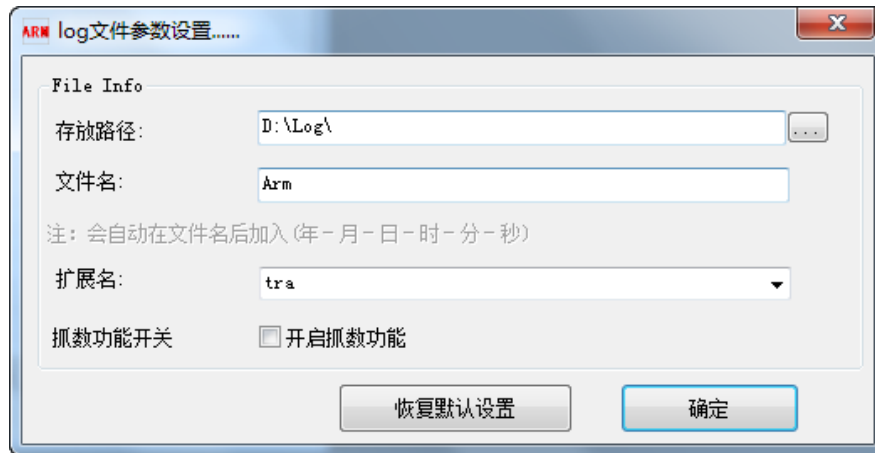 ARM log文件参数设置......
File Info
存放路径: D:\Log\ ...
文件名: Arm
注：会自动在文件名后加入(年-月-日-时-分-秒)
扩展名: tra
抓数功能开关 开启抓数功能
恢复默认设置 确定